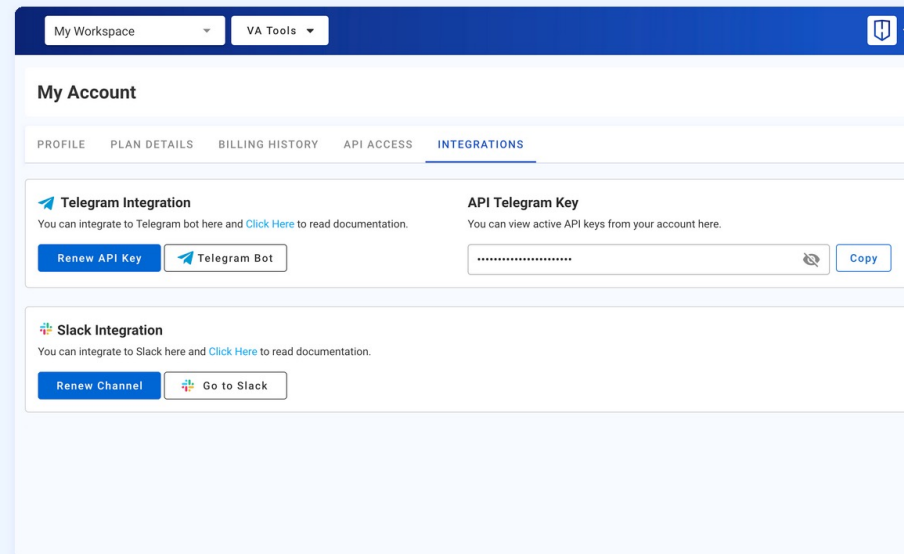 My Workspace
VA Tools
My Account
PROFILE
PLAN DETAILS
BILLING HISTORY
API ACCESS
INTEGRATIONS
Telegram Integration
You can integrate to Telegram bot here and Click Here to read documentation.
Renew API Key
Telegram Bot
API Telegram Key
You can view active API keys from your account here.
•••••••••••••••••••••••
Copy
Slack Integration
You can integrate to Slack here and Click Here to read documentation.
Renew Channel
Go to Slack